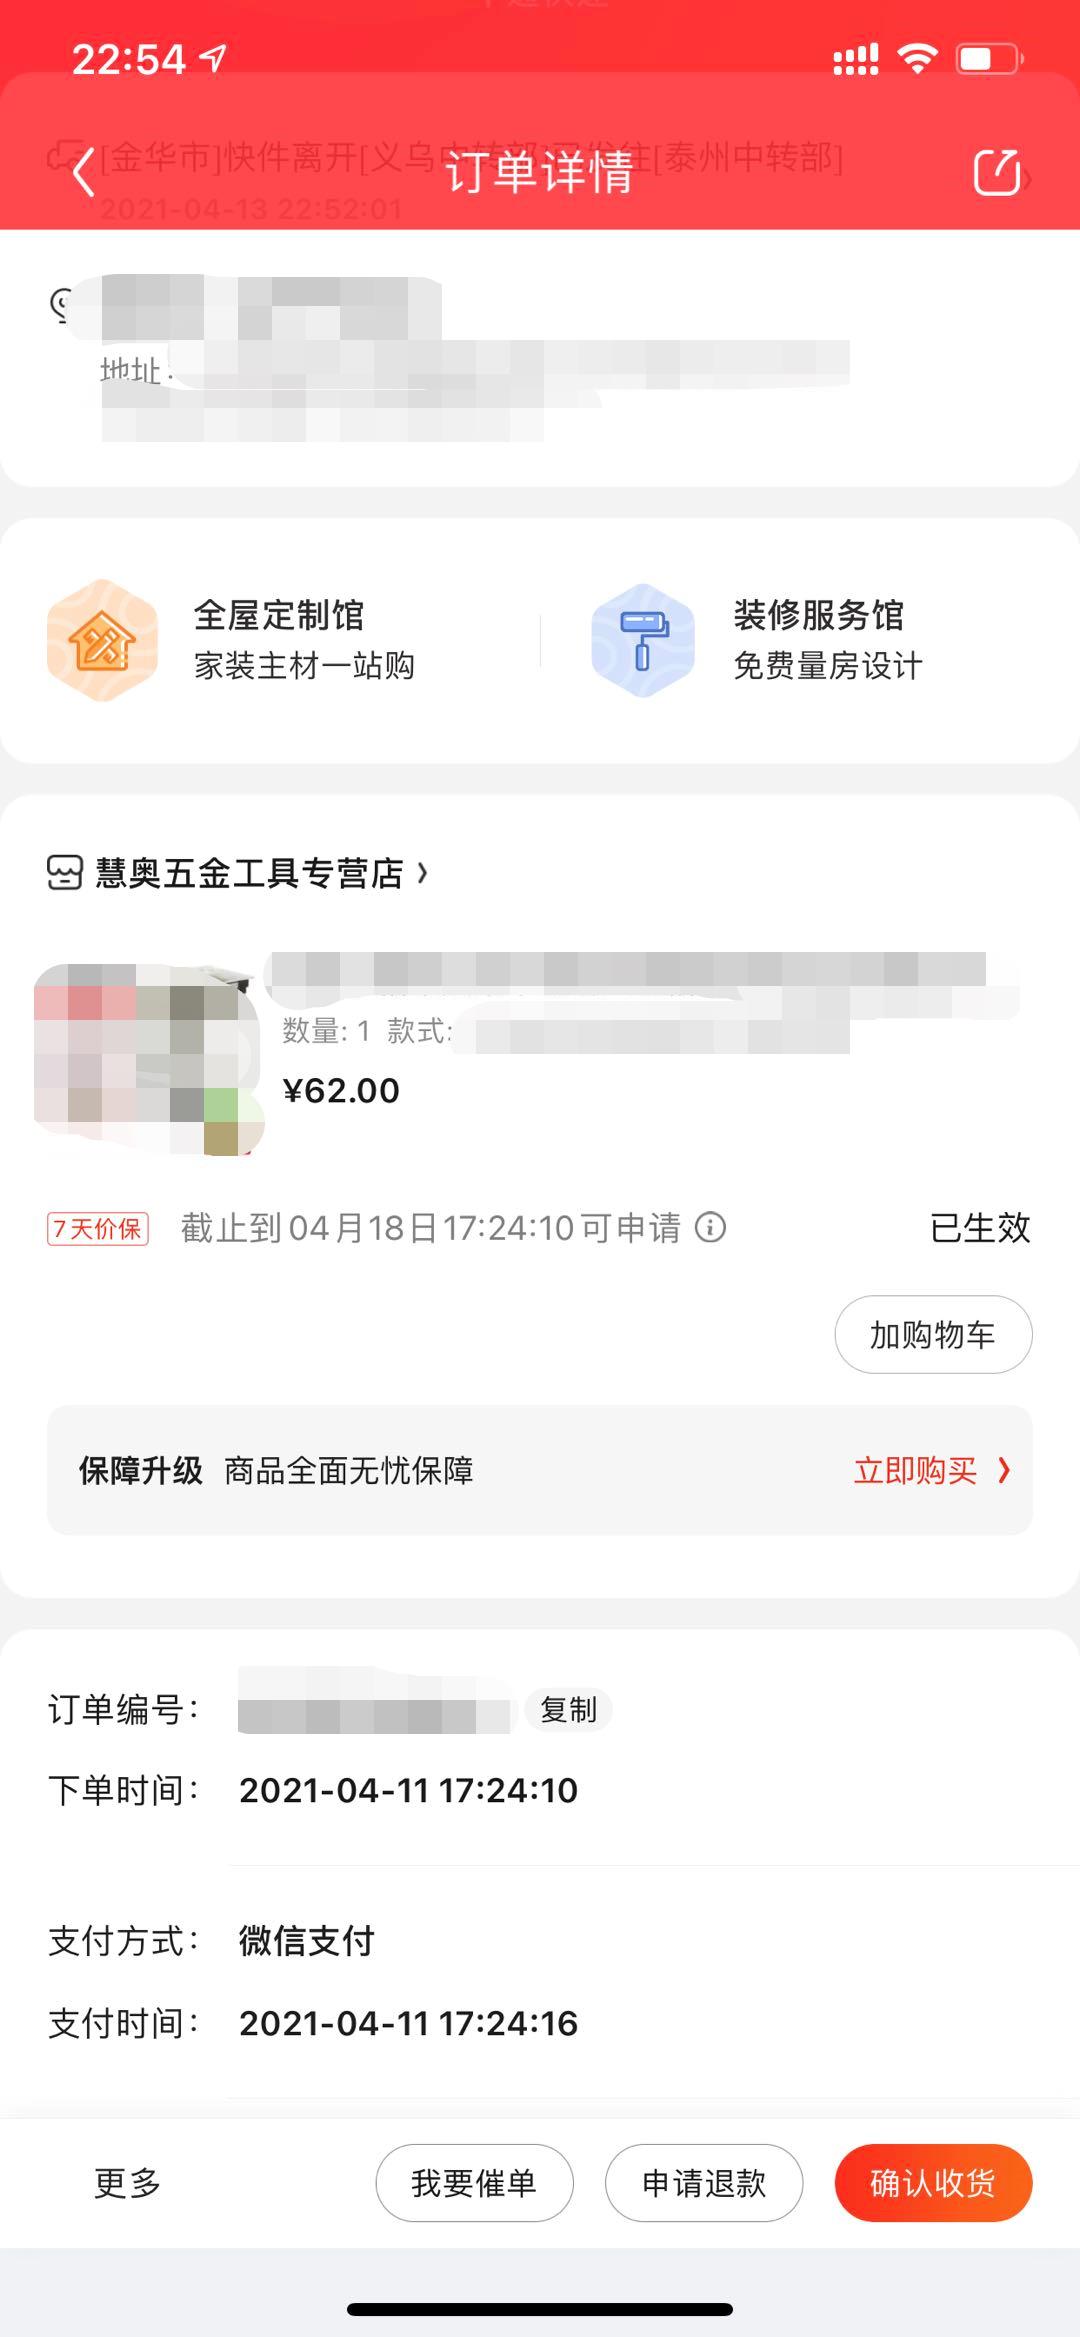 22:54
[金华市]快件离开[义乌中转部]已发往[泰州中转部]
订单详情
2021-04-13 22:52:01
地址:
全屋定制馆
家装主材一站购
装修服务馆
免费量房设计
慧奥五金工具专营店
数量: 1 款式:
¥62.00
7天价保 截止到04月18日17:24:10可申请 已生效
加购物车
保障升级 商品全面无忧保障 立即购买
订单编号: 复制
下单时间: 2021-04-11 17:24:10
支付方式: 微信支付
支付时间: 2021-04-11 17:24:16
更多 我要催单 申请退款 确认收货